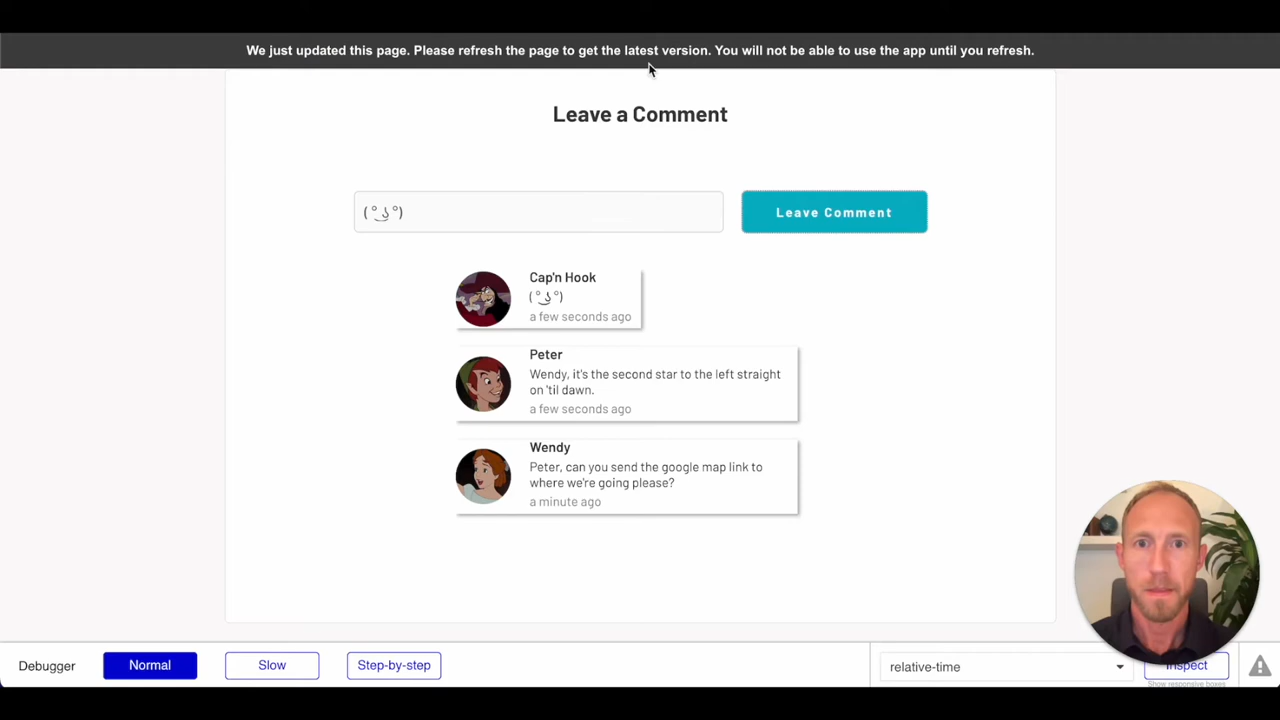 We just updated this page. Please refresh the page to get the latest version. You will not be able to use the app until you refresh.
Leave a Comment
( ͡° ͜ʖ ͡°)
Leave Comment
Cap'n Hook
( ͡° ͜ʖ ͡°)
a few seconds ago
Peter
Wendy, it's the second star to the left straight
on 'til dawn.
a few seconds ago
Wendy
Peter, can you send the google map link to
where we're going please?
a minute ago
Debugger
Normal
Slow
Step-by-step
relative-time
Inspect
Show responsive boxes